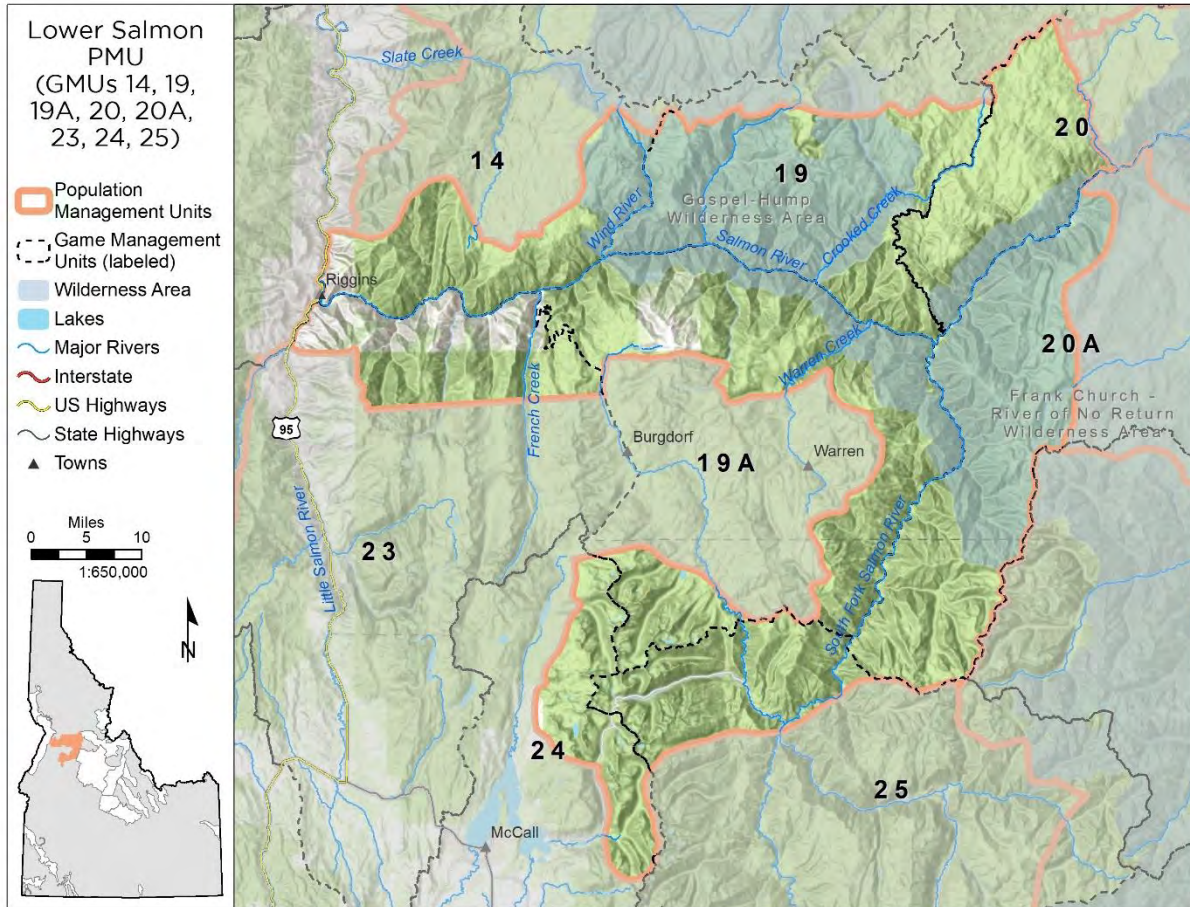 Lower Salmon
PMU
(GMUs 14, 19,
19A, 20, 20A,
23, 24, 25)
Population
Management Units
Game Management
Units (labeled)
Wilderness Area
Lakes
Major Rivers
Interstate
US Highways
State Highways
Towns
Miles
0 5 10
1:650,000
N
Slate Creek
14
20
19
Gospel-Hump
Wilderness Area
Wind River
Crooked Creek
Salmon River
Riggins
Warren Creek
20A
95
French Creek
Frank Church -
River of No Return
Wilderness Area
Burgdorf
19A
Warren
23
Little Salmon River
South Fork Salmon River
24
25
McCall